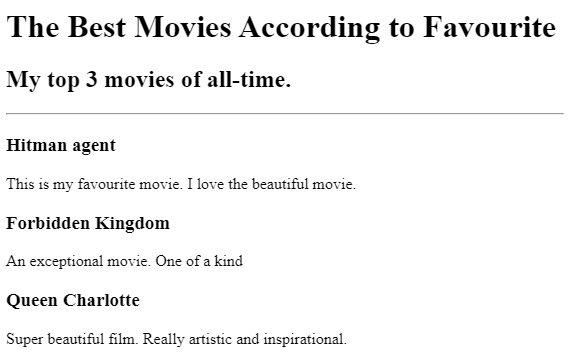 The Best Movies According to Favourite
My top 3 movies of all-time.
Hitman agent
This is my favourite movie. I love the beautiful movie.
Forbidden Kingdom
An exceptional movie. One of a kind
Queen Charlotte
Super beautiful film. Really artistic and inspirational.